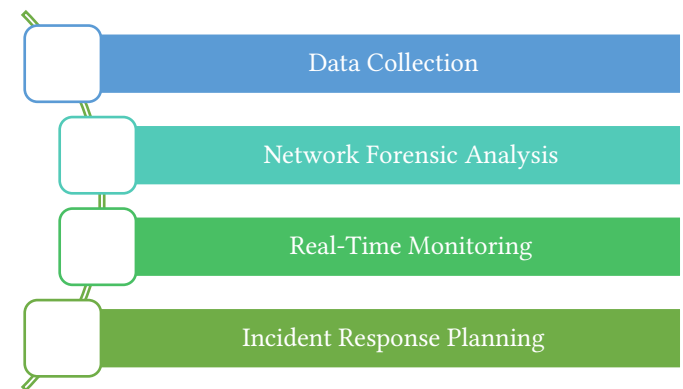 Data Collection
Network Forensic Analysis
Real-Time Monitoring
Incident Response Planning